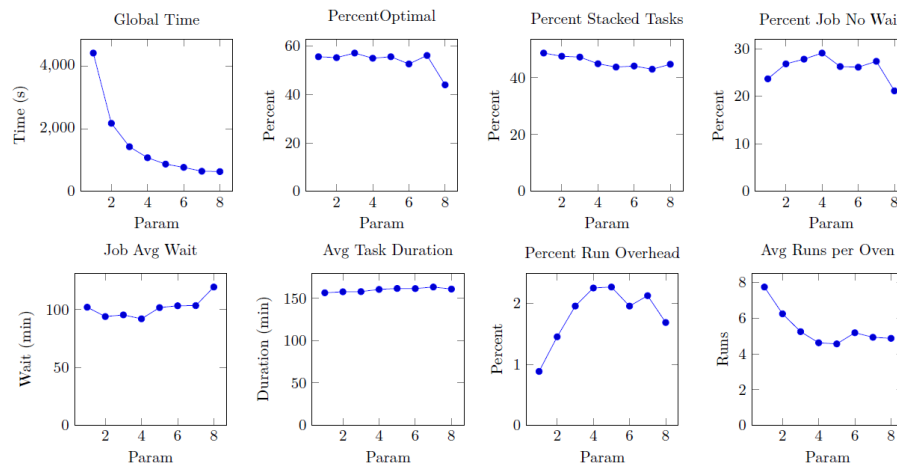 Global Time
4,000
2,000
0
2 4 6 8
Time (s)
Param
PercentOptimal
60
40
20
0
2 4 6 8
Percent
Param
Percent Stacked Tasks
40
20
0
2 4 6 8
Percent
Param
Percent Job No Wai
30
20
10
0
2 4 6 8
Percent
Param
Job Avg Wait
100
50
0
2 4 6 8
Wait (min)
Param
Avg Task Duration
150
100
50
0
2 4 6 8
Duration (min)
Param
Percent Run Overhead
2
1
0
2 4 6 8
Percent
Param
Avg Runs per Oven
8
6
4
2
0
2 4 6 8
Runs
Param